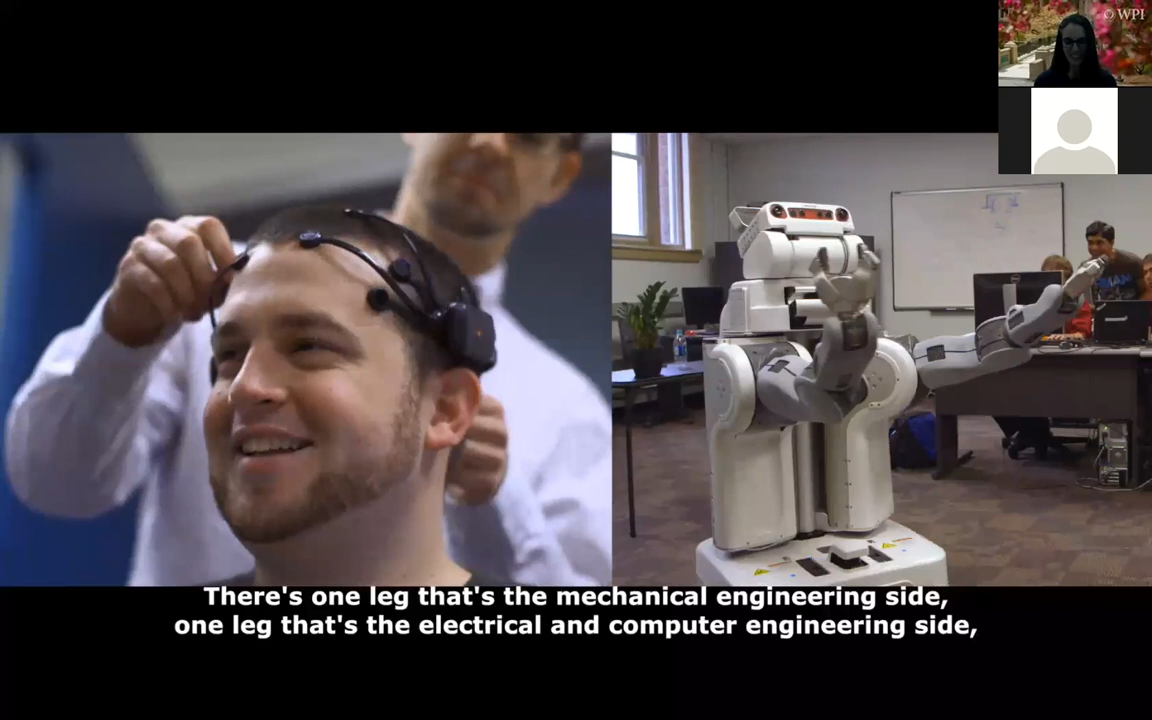 © WPI
There's one leg that's the mechanical engineering side,
one leg that's the electrical and computer engineering side,